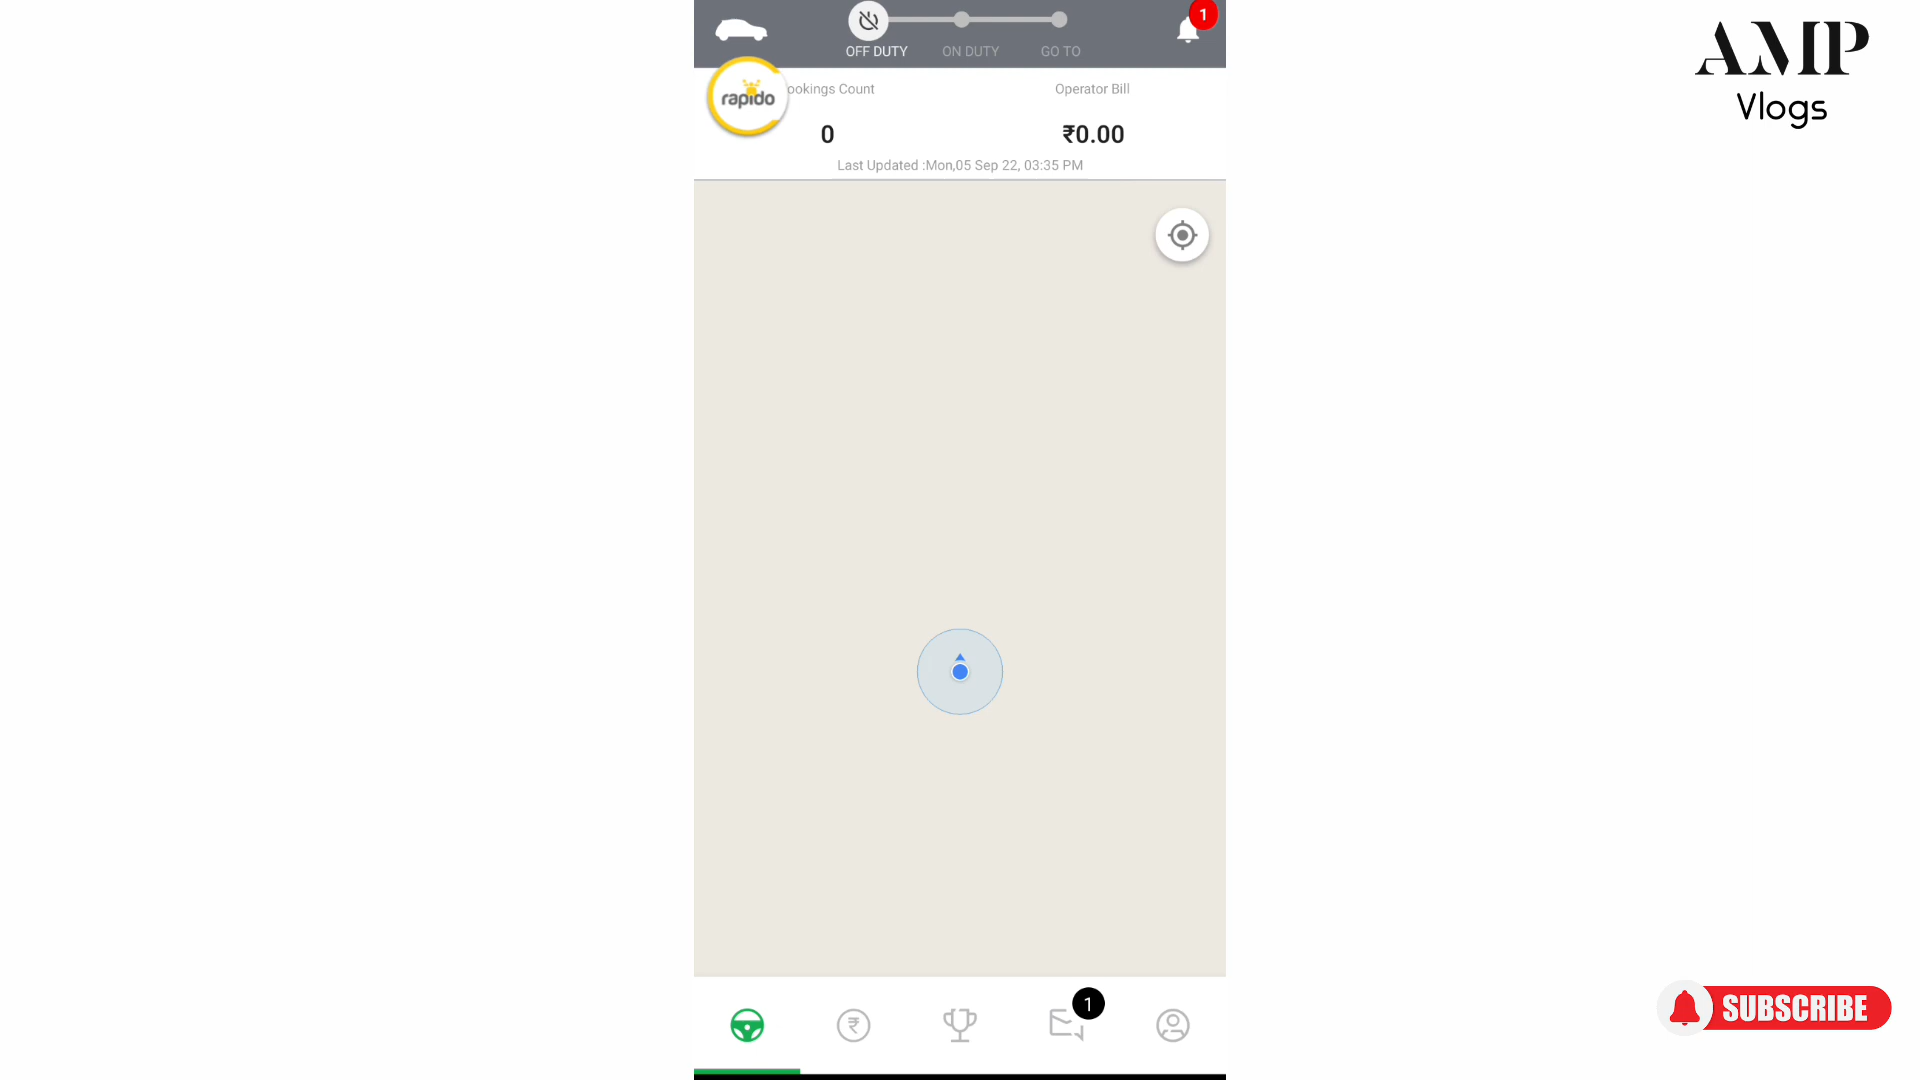 AMP
Vlogs
1
OFF DUTY ON DUTY GO TO
rapido
ookings Count
Operator Bill
0
₹0.00
Last Updated :Mon,05 Sep 22, 03:35 PM
₹
1
SUBSCRIBE